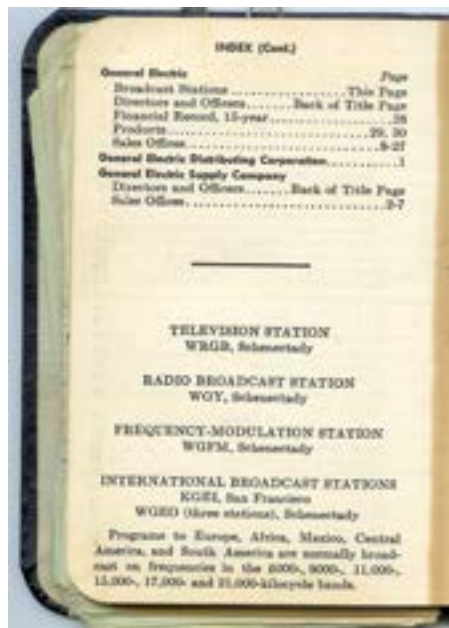 INDEX (Cont.)
General Electric Page
Broadcast Stations ................ This Page
Directors and Officers ........ Back of Title Page
Financial Record, 15-year ................ 28
Products ................ 29, 30
Sales Offices ................ 8-27
General Electric Distributing Corporation ............ 1
General Electric Supply Company
Directors and Officers ........ Back of Title Page
Sales Offices ................ 2-7
TELEVISION STATION
WRGB, Schenectady
RADIO BROADCAST STATION
WGY, Schenectady
FREQUENCY-MODULATION STATION
WGFM, Schenectady
INTERNATIONAL BROADCAST STATIONS
KGEI, San Francisco
WGEO (three stations), Schenectady
Programs to Europe, Africa, Mexico, Central
America, and South America are normally broad-
cast on frequencies in the 6000-, 9000-, 11,000-,
15,000-, 17,000- and 21,000-kilocycle bands.